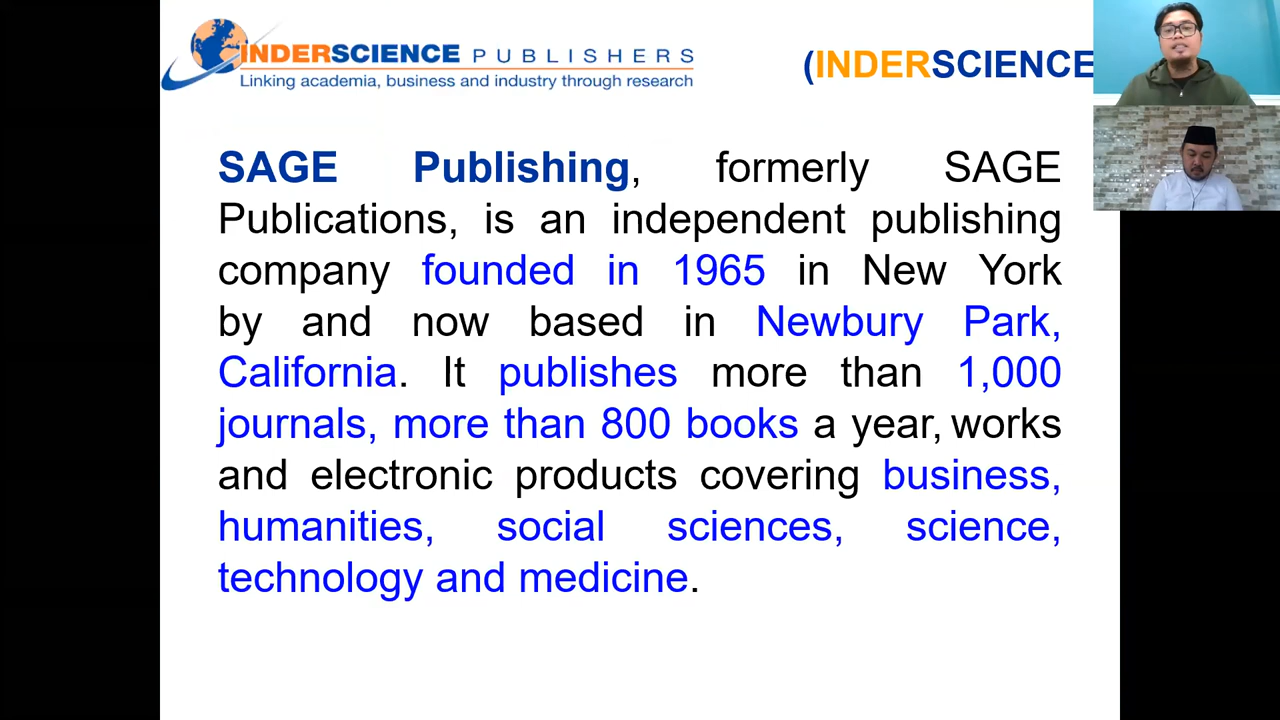 INDERSCIENCE PUBLISHERS
Linking academia, business and industry through research
(INDERSCIENCE
SAGE Publishing, formerly SAGE
Publications, is an independent publishing
company founded in 1965 in New York
by and now based in Newbury Park,
California. It publishes more than 1,000
journals, more than 800 books a year, works
and electronic products covering business,
humanities, social sciences, science,
technology and medicine.